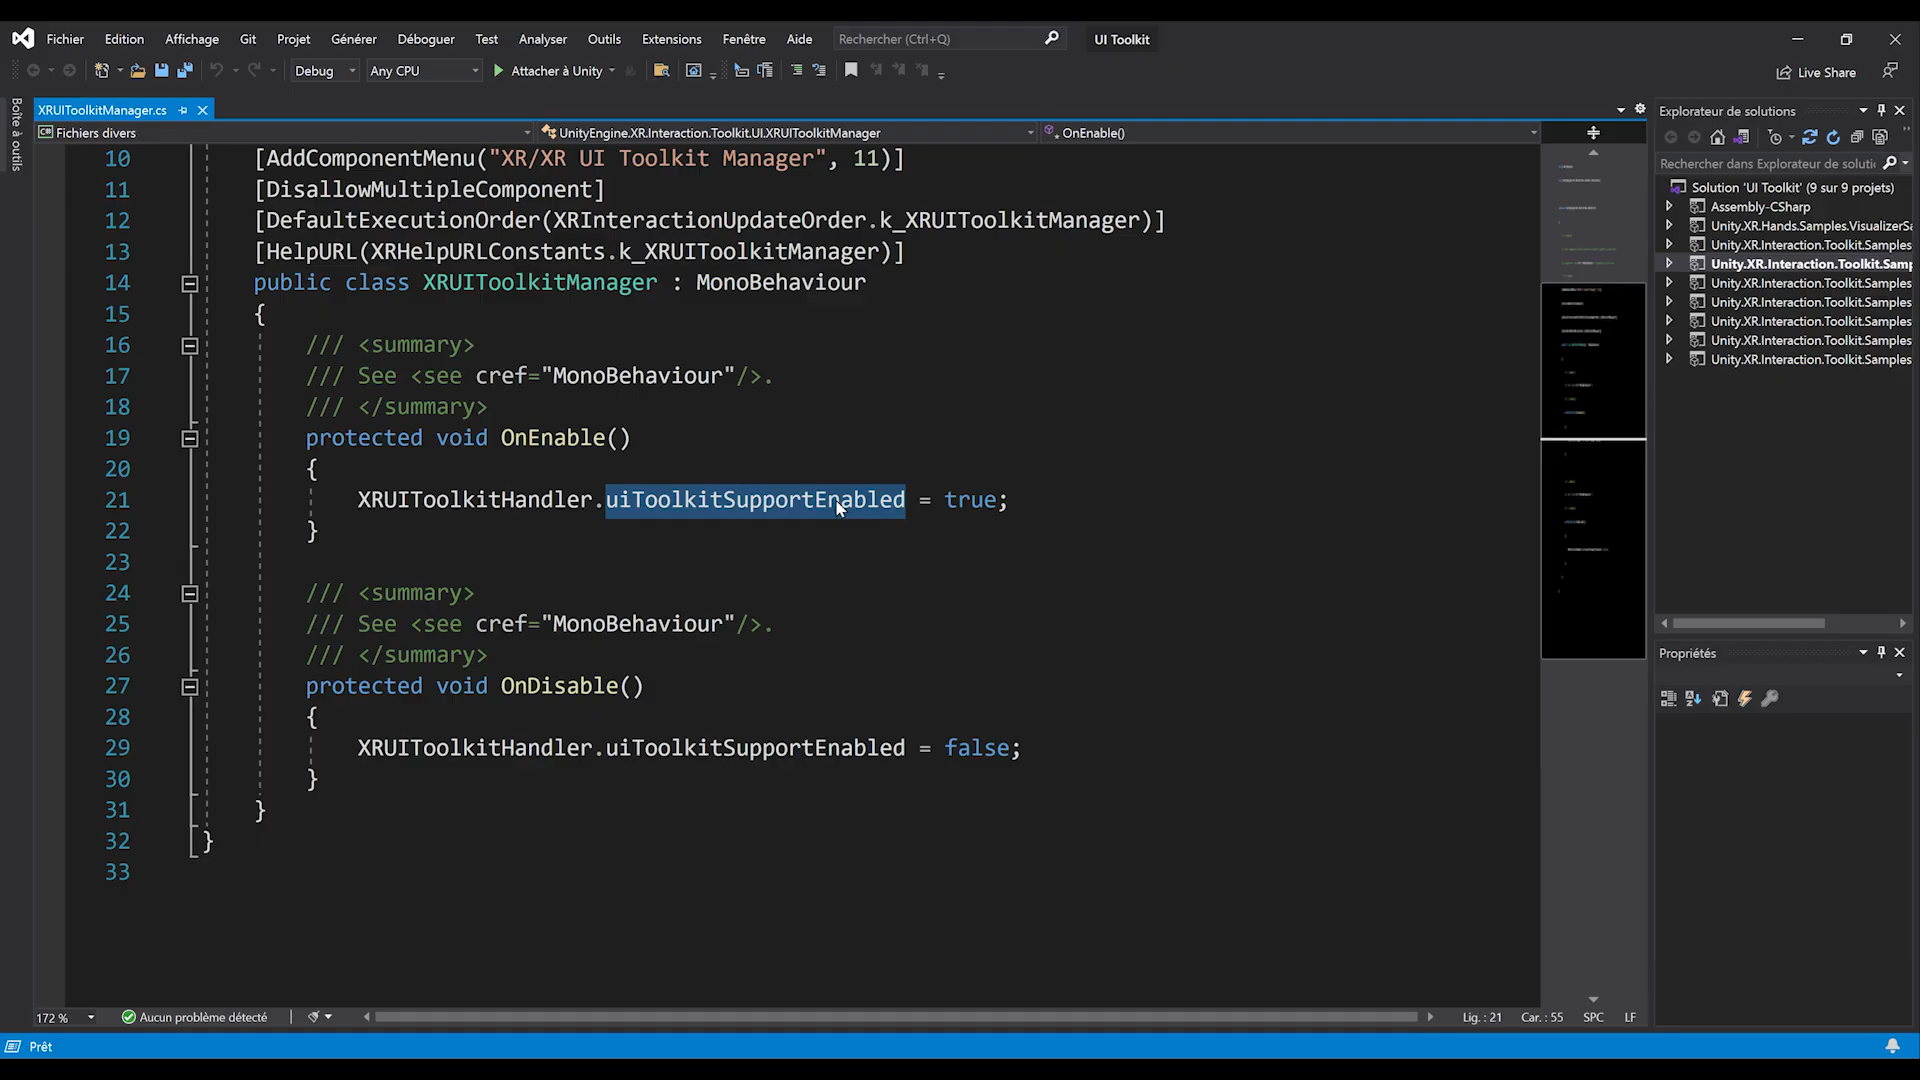 Fichier Edition Affichage Git Projet Générer Déboguer Test Analyser Outils Extensions Fenêtre Aide Rechercher (Ctrl+Q) UI Toolkit
Debug Any CPU Attacher à Unity Live Share
Boîte à outils
XRUIToolkitManager.cs
C# Fichiers divers UnityEngine.XR.Interaction.Toolkit.UI.XRUIToolkitManager OnEnable()
10 [AddComponentMenu("XR/XR UI Toolkit Manager", 11)]
11 [DisallowMultipleComponent]
12 [DefaultExecutionOrder(XRInteractionUpdateOrder.k_XRUIToolkitManager)]
13 [HelpURL(XRHelpURLConstants.k_XRUIToolkitManager)]
14 public class XRUIToolkitManager : MonoBehaviour
15 {
16 /// <summary>
17 /// See <see cref="MonoBehaviour"/>.
18 /// </summary>
19 protected void OnEnable()
20 {
21 XRUIToolkitHandler.uiToolkitSupportEnabled = true;
22 }
23
24 /// <summary>
25 /// See <see cref="MonoBehaviour"/>.
26 /// </summary>
27 protected void OnDisable()
28 {
29 XRUIToolkitHandler.uiToolkitSupportEnabled = false;
30 }
31 }
32 }
33
Explorateur de solutions
Rechercher dans Explorateur de soluti
Solution 'UI Toolkit' (9 sur 9 projets)
Assembly-CSharp
Unity.XR.Hands.Samples.VisualizerSa
Unity.XR.Interaction.Toolkit.Samples
Unity.XR.Interaction.Toolkit.Samp
Unity.XR.Interaction.Toolkit.Samples
Unity.XR.Interaction.Toolkit.Samples
Unity.XR.Interaction.Toolkit.Samples
Unity.XR.Interaction.Toolkit.Samples
Unity.XR.Interaction.Toolkit.Samples
Propriétés
172 % Aucun problème détecté Lig. : 21 Car. : 55 SPC LF
Prêt